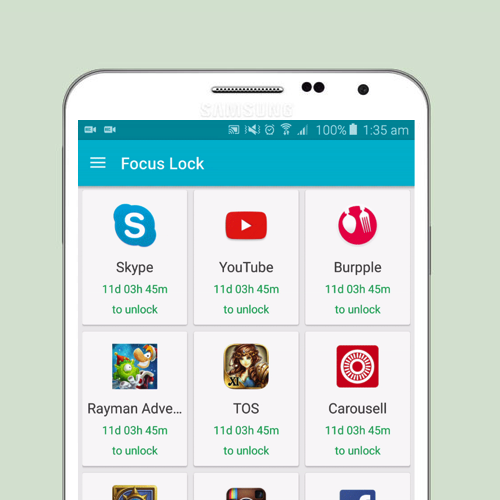 SAMSUNG
100% 1:35 am
Focus Lock
S
Skype
11d 03h 45m
to unlock
YouTube
11d 03h 45m
to unlock
Burpple
11d 03h 45m
to unlock
Rayman Adve...
11d 03h 45m
to unlock
XI
TOS
11d 03h 45m
to unlock
Carousell
11d 03h 45m
to unlock